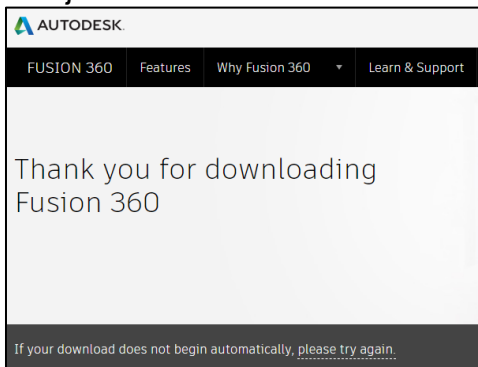 AUTODESK.
FUSION 360 Features Why Fusion 360 Learn & Support
Thank you for downloading
Fusion 360
If your download does not begin automatically, please try again.